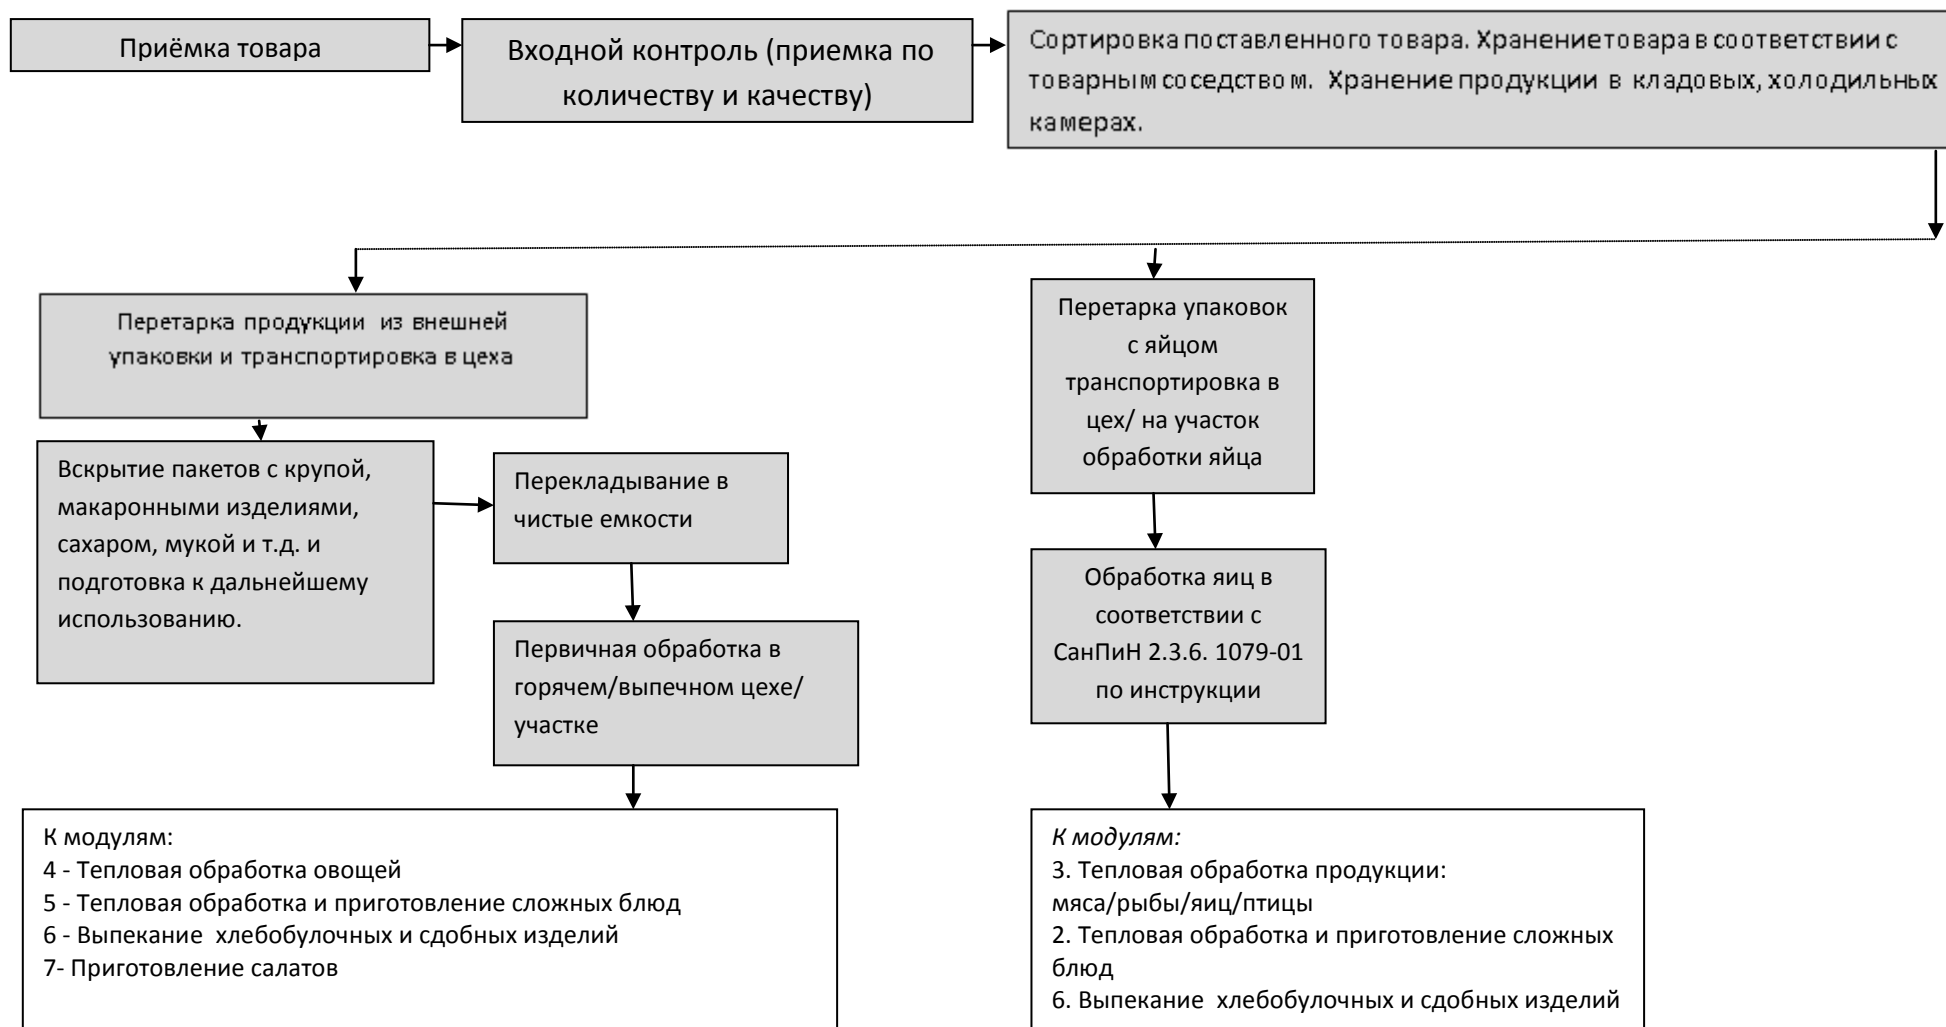 Приёмка товара
Входной контроль (приемка по
количеству и качеству)
Сортировка поставленного товара. Хранение товара в соответствии с
товарным соседством. Хранение продукции в кладовых, холодильных
камерах.
Перетарка продукции из внешней
упаковки и транспортировка в цеха
Вскрытие пакетов с крупой,
макаронными изделиями,
сахаром, мукой и т.д. и
подготовка к дальнейшему
использованию.
Перекладывание в
чистые емкости
Первичная обработка в
горячем/выпечном цехе/
участке
К модулям:
4 - Тепловая обработка овощей
5 - Тепловая обработка и приготовление сложных блюд
6 - Выпекание хлебобулочных и сдобных изделий
7- Приготовление салатов
Перетарка упаковок
с яйцом
транспортировка в
цех/ на участок
обработки яйца
Обработка яиц в
соответствии с
СанПиН 2.3.6. 1079-01
по инструкции
К модулям:
3. Тепловая обработка продукции:
мяса/рыбы/яиц/птицы
2. Тепловая обработка и приготовление сложных
блюд
6. Выпекание хлебобулочных и сдобных изделий